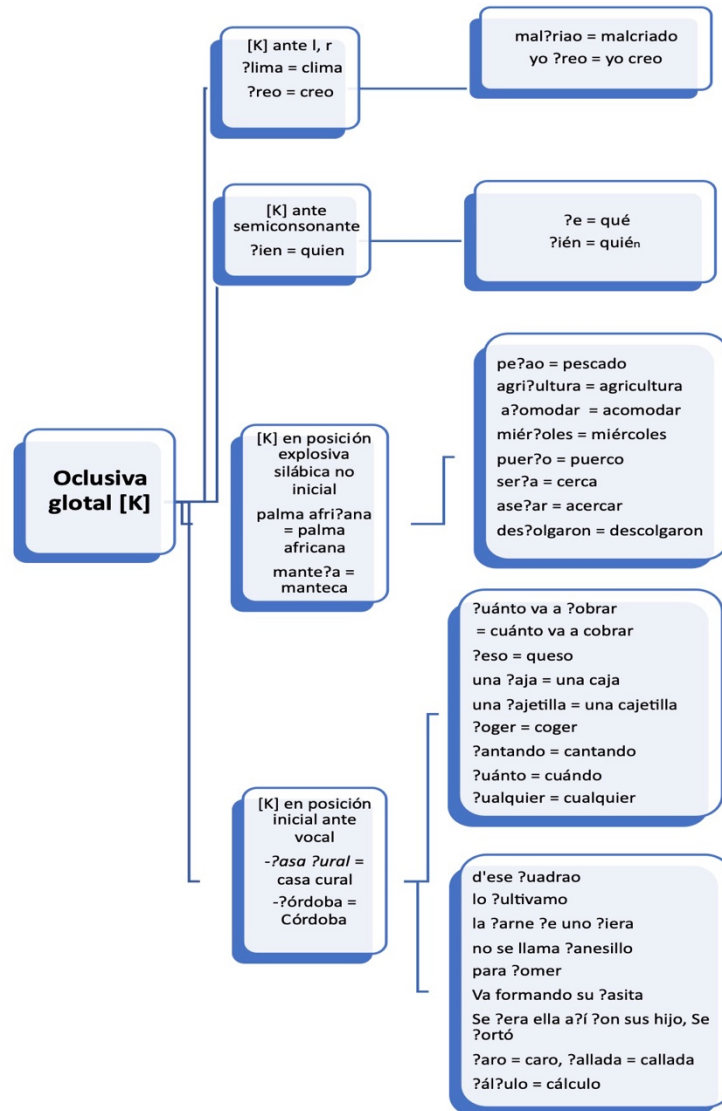 [K] ante l, r
?lima = clima
?reo = creo
mal?riao = malcriado
yo ?reo = yo creo
[K] ante
semiconsonante
?ien = quien
?e = qué
?ién = quién
Oclusiva
glotal [K]
[K] en posición
explosiva
silábica no
inicial
palma afri?ana
= palma
africana
mante?a =
manteca
pe?ao = pescado
agri?ultura = agricultura
a?omodar = acomodar
miér?oles = miércoles
puer?o = puerco
ser?a = cerca
ase?ar = acercar
des?olgaron = descolgaron
[K] en posición
inicial ante
vocal
-?asa ?ural =
casa cural
-?órdoba =
Córdoba
?uánto va a ?obrar
= cuánto va a cobrar
?eso = queso
una ?aja = una caja
una ?ajetilla = una cajetilla
?oger = coger
?antando = cantando
?uánto = cuándo
?ualquier = cualquier
d'ese ?uadrao
lo ?ultivamo
la ?arne ?e uno ?iera
no se llama ?anesillo
para ?omer
Va formando su ?asita
Se ?era ella a?í ?on sus hijo, Se
?ortó
?aro = caro, ?allada = callada
?ál?ulo = cálculo